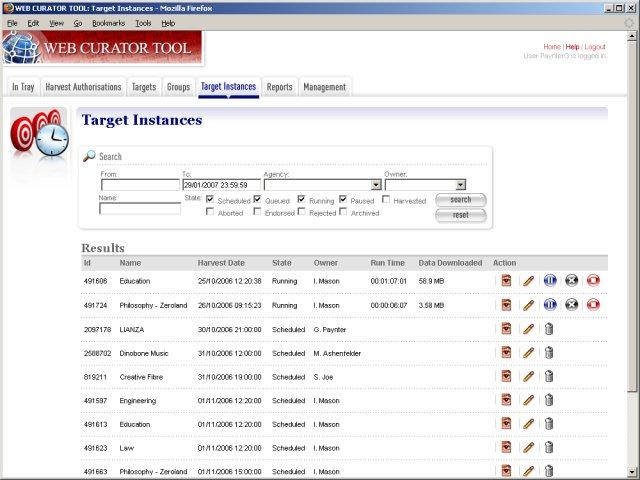 WEB CURATOR TOOL: Target Instances - Mozilla Firefox
File Edit View Go Bookmarks Tools Help
WEB CURATOR TOOL
Home | Help | Logout
User PaynterG is logged in.
In Tray Harvest Authorisations Targets Groups Target Instances Reports Management
Target Instances
Search
From: To: Agency: Owner:
29/01/2007 23:59:59
Name: State: Scheduled Queued Running Paused Harvested search
Aborted Endorsed Rejected Archived reset
Results
Id Name Harvest Date State Owner Run Time Data Downloaded Action
491606 Education 25/10/2006 12:20:38 Running I. Mason 00:01:07:01 58.9 MB
491724 Philosophy - Zeroland 26/10/2006 09:15:23 Running I. Mason 00:00:06:07 3.58 MB
2097178 LIANZA 30/10/2006 21:00:00 Scheduled G. Paynter
2588702 Dinobone Music 31/10/2006 12:00:00 Scheduled M. Ashenfelder
819211 Creative Fibre 31/10/2006 19:00:00 Scheduled S. Joe
491597 Engineering 01/11/2006 12:00:00 Scheduled I. Mason
491613 Education 01/11/2006 12:20:00 Scheduled I. Mason
491623 Law 01/11/2006 12:20:00 Scheduled I. Mason
491663 Philosophy - Zeroland 01/11/2006 15:00:00 Scheduled I. Mason